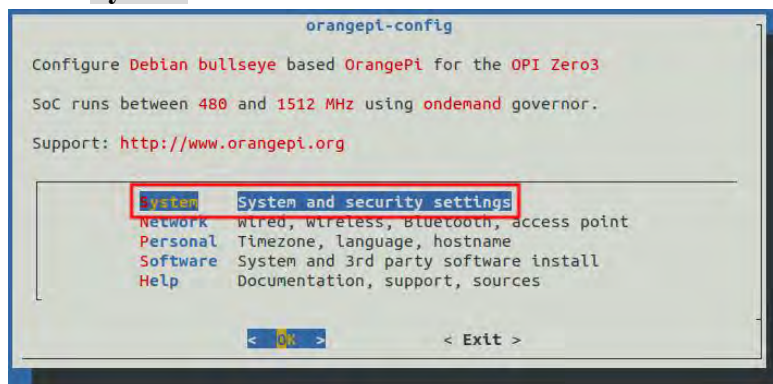 orangepi-config
Configure Debian bullseye based OrangePi for the OPI Zero3
SoC runs between 480 and 1512 MHz using ondemand governor.
Support: http://www.orangepi.org
System System and security settings
Network Wired, wireless, Bluetooth, access point
Personal Timezone, language, hostname
Software System and 3rd party software install
Help Documentation, support, sources
< OK > < Exit >